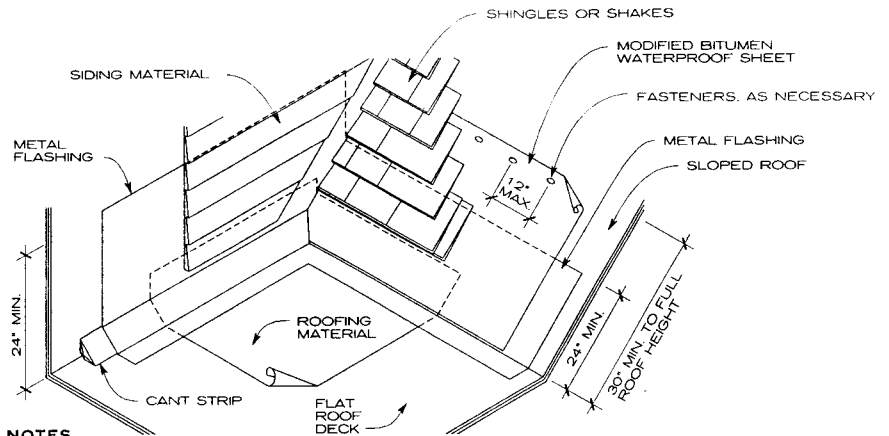 SHINGLES OR SHAKES
MODIFIED BITUMEN
WATERPROOF SHEET
SIDING MATERIAL
FASTENERS. AS NECESSARY
METAL
FLASHING
METAL FLASHING
SLOPED ROOF
12"
MAX.
24" MIN.
ROOFING
MATERIAL
24" MIN.
30" MIN. TO FULL
ROOF HEIGHT
CANT STRIP
FLAT
ROOF
DECK
NOTES